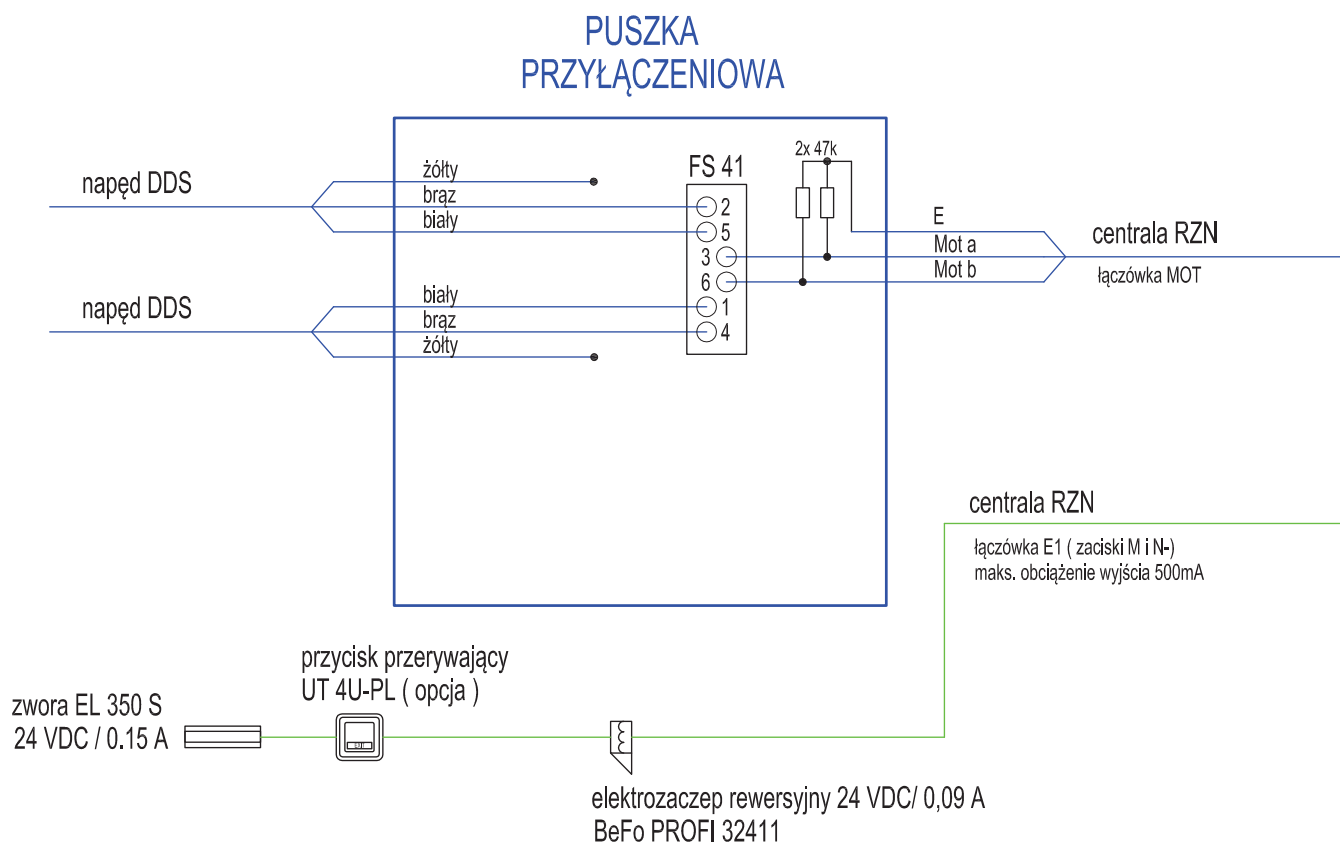 PUSZKA
PRZYŁĄCZENIOWA
napęd DDS
żółty
brąz
biały
FS 41
2
5
3
6
1
4
2x 47k
E
Mot a
Mot b
centrala RZN
łączówka MOT
napęd DDS
biały
brąz
żółty
centrala RZN
łączówka E1 ( zaciski M i N-)
maks. obciążenie wyjścia 500mA
przycisk przerywający
UT 4U-PL ( opcja )
zwora EL 350 S
24 VDC / 0.15 A
elektrozaczep rewersyjny 24 VDC/ 0,09 A
BeFo PROFI 32411